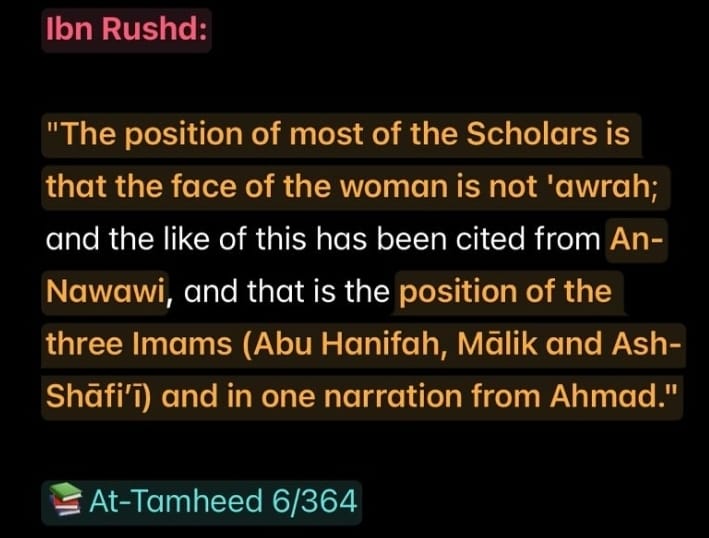 Ibn Rushd:
"The position of most of the Scholars is
that the face of the woman is not 'awrah;
and the like of this has been cited from An-
Nawawi, and that is the position of the
three Imams (Abu Hanifah, Mālik and Ash-
Shāfi'ī) and in one narration from Ahmad."
📚 At-Tamheed 6/364